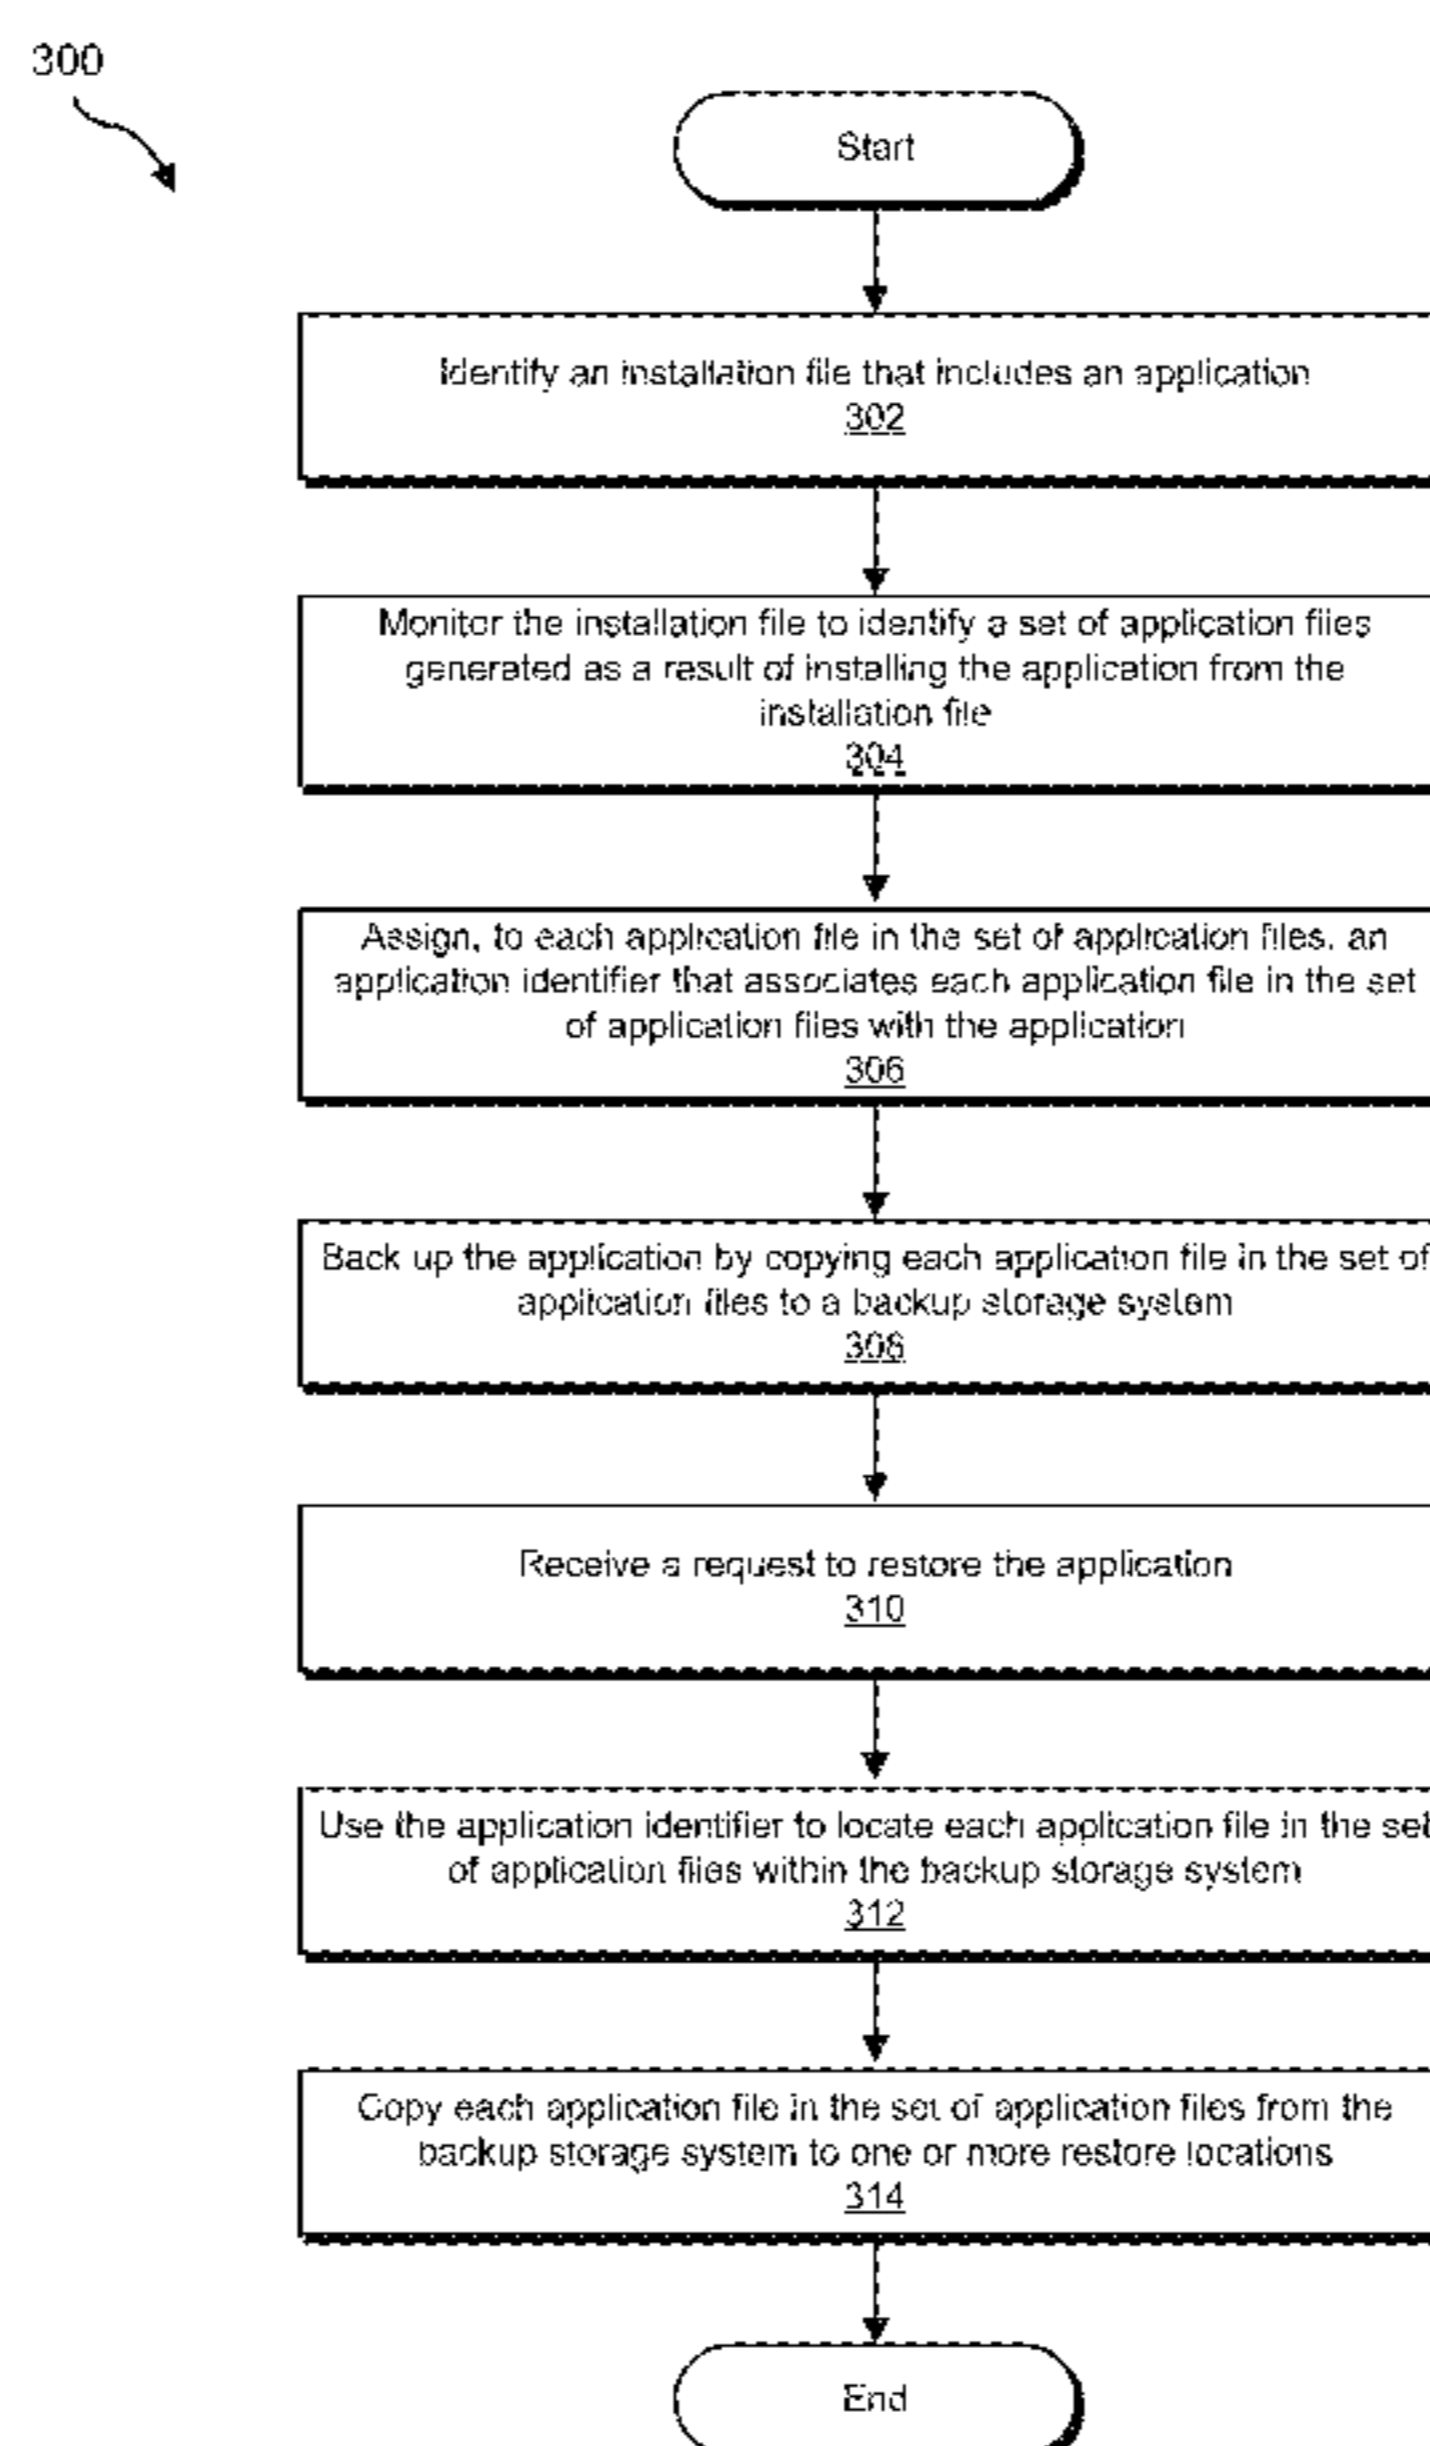 300
Start
Identify an installation file that includes an application
302
Monitor the installation file to identify a set of application files
generated as a result of installing the application from the
installation file
304
Assign, to each application file in the set of application files, an
application identifier that associates each application file in the set
of application files with the application
306
Back up the application by copying each application file in the set of
application files to a backup storage system
308
Receive a request to restore the application
310
Use the application identifier to locate each application file in the set
of application files within the backup storage system
312
Copy each application file in the set of application files from the
backup storage system to one or more restore locations
314
End